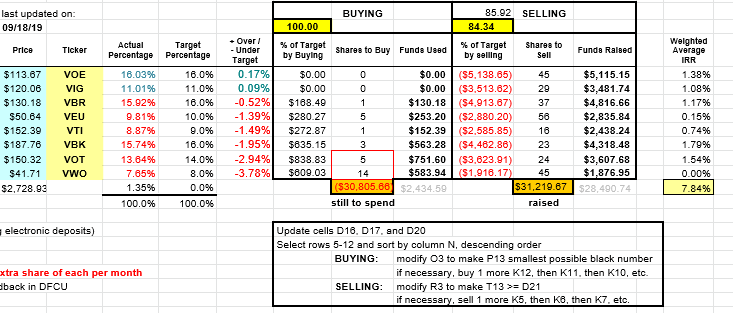 last updated on: BUYING 85.92 SELLING
09/18/19 100.00 84.34
Price Ticker Actual Percentage Target Percentage + Over / - Under Target % of Target by Buying Shares to Buy Funds Used % of Target by selling Shares to Sell Funds Raised Weighted Average IRR
$113.67 VOE 16.03% 16.0% 0.17% $0.00 0 $0.00 ($5,138.65) 45 $5,115.15 1.38%
$120.06 VIG 11.01% 11.0% 0.09% $0.00 0 $0.00 ($3,513.62) 29 $3,481.74 1.08%
$130.18 VBR 15.92% 16.0% -0.52% $168.49 1 $130.18 ($4,913.67) 37 $4,816.66 1.17%
$50.64 VEU 9.81% 10.0% -1.39% $280.27 5 $253.20 ($2,880.20) 56 $2,835.84 0.15%
$152.39 VTI 8.87% 9.0% -1.49% $272.87 1 $152.39 ($2,585.85) 16 $2,438.24 0.74%
$187.76 VBK 15.74% 16.0% -1.95% $635.15 3 $563.28 ($4,462.86) 23 $4,318.48 1.79%
$150.32 VOT 13.64% 14.0% -2.94% $838.83 5 $751.60 ($3,623.91) 24 $3,607.68 1.54%
$41.71 VWO 7.65% 8.0% -3.78% $609.03 14 $583.94 ($1,916.17) 45 $1,876.95 0.00%
$2,728.93 1.35% 0.0% ($30,805.66) $2,434.59 $31,219.67 $28,490.74 7.84%
100.0% 100.0% still to spend raised
electronic deposits) Update cells D16, D17, and D20
Select rows 5-12 and sort by column N, descending order
BUYING: modify O3 to make P13 smallest possible black number
xtra share of each per month if necessary, buy 1 more K12, then K11, then K10, etc.
dback in DFCU SELLING: modify R3 to make T13 >= D21
if necessary, sell 1 more K5, then K6, then K7, etc.